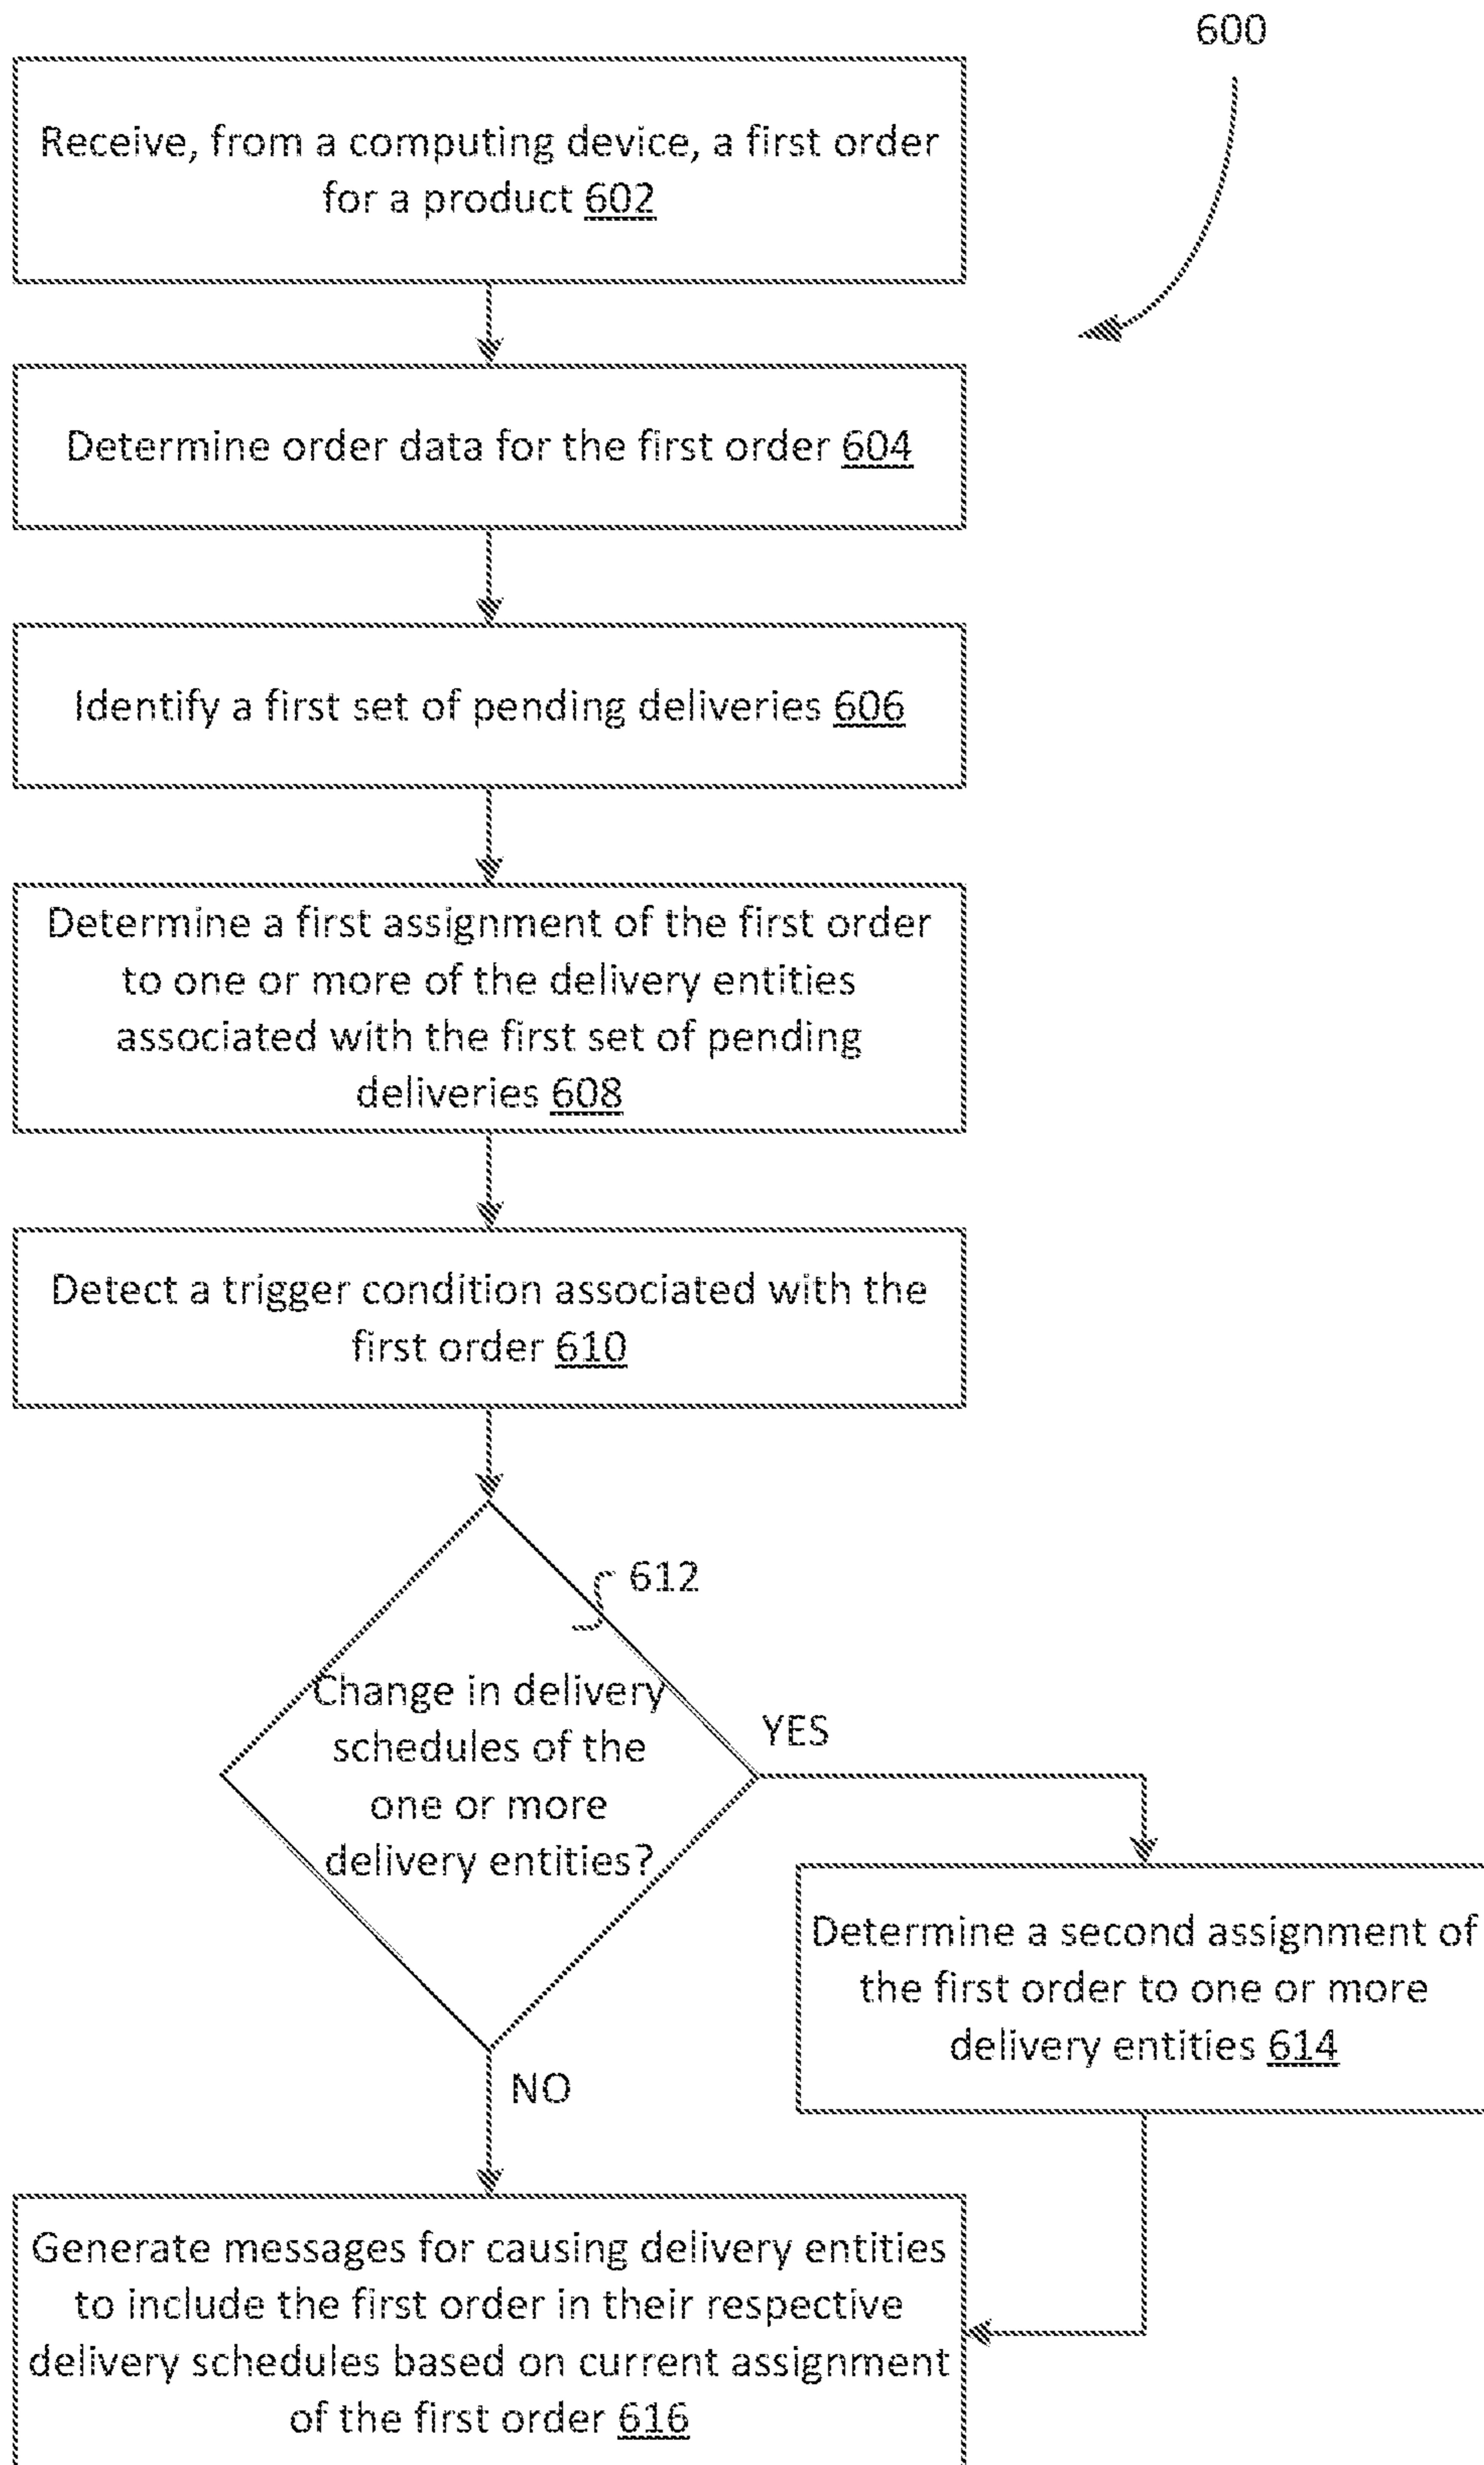 600
Receive, from a computing device, a first order
for a product 602
Determine order data for the first order 604
Identify a first set of pending deliveries 606
Determine a first assignment of the first order
to one or more of the delivery entities
associated with the first set of pending
deliveries 608
Detect a trigger condition associated with the
first order 610
612
Change in delivery
schedules of the
one or more
delivery entities?
YES
Determine a second assignment of
the first order to one or more
delivery entities 614
NO
Generate messages for causing delivery entities
to include the first order in their respective
delivery schedules based on current assignment
of the first order 616